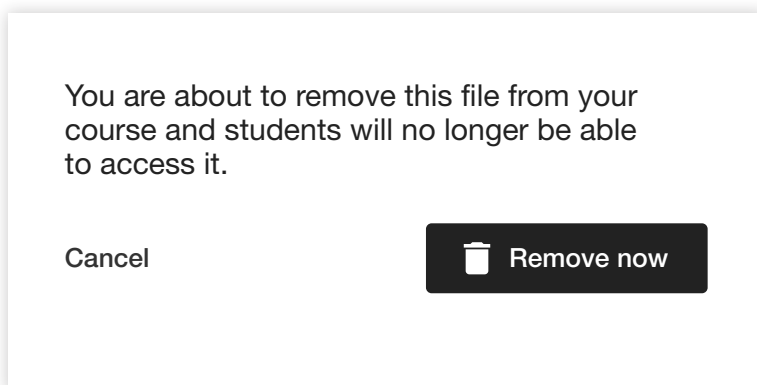 You are about to remove this file from your
course and students will no longer be able
to access it.
Cancel
Remove now